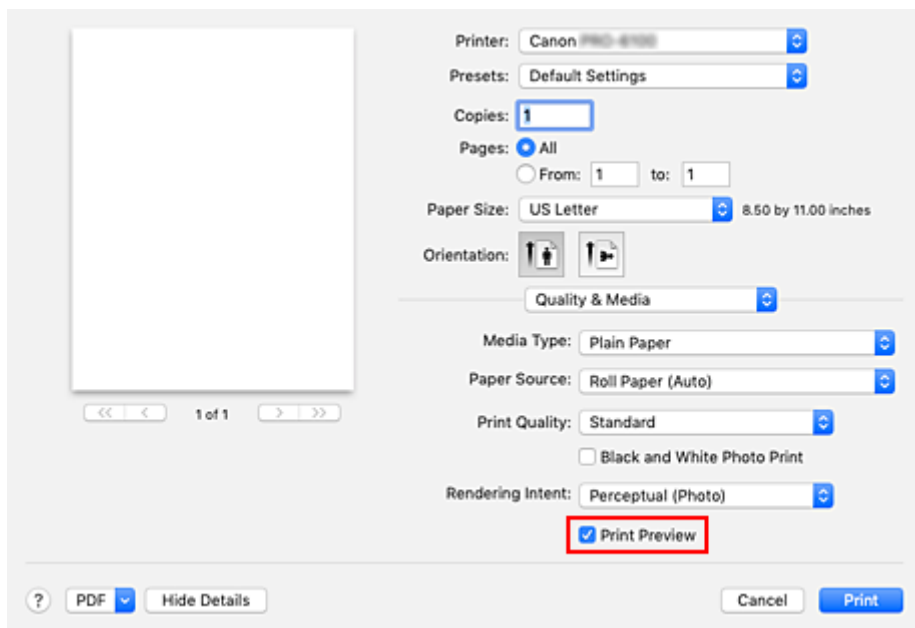 Printer: Canon
Presets: Default Settings
Copies: 1
Pages: All
From: 1 to: 1
Paper Size: US Letter 8.50 by 11.00 inches
Orientation:
Quality & Media
Media Type: Plain Paper
Paper Source: Roll Paper (Auto)
<< < 1 of 1 > >>
Print Quality: Standard
Black and White Photo Print
Rendering Intent: Perceptual (Photo)
Print Preview
? PDF Hide Details Cancel Print